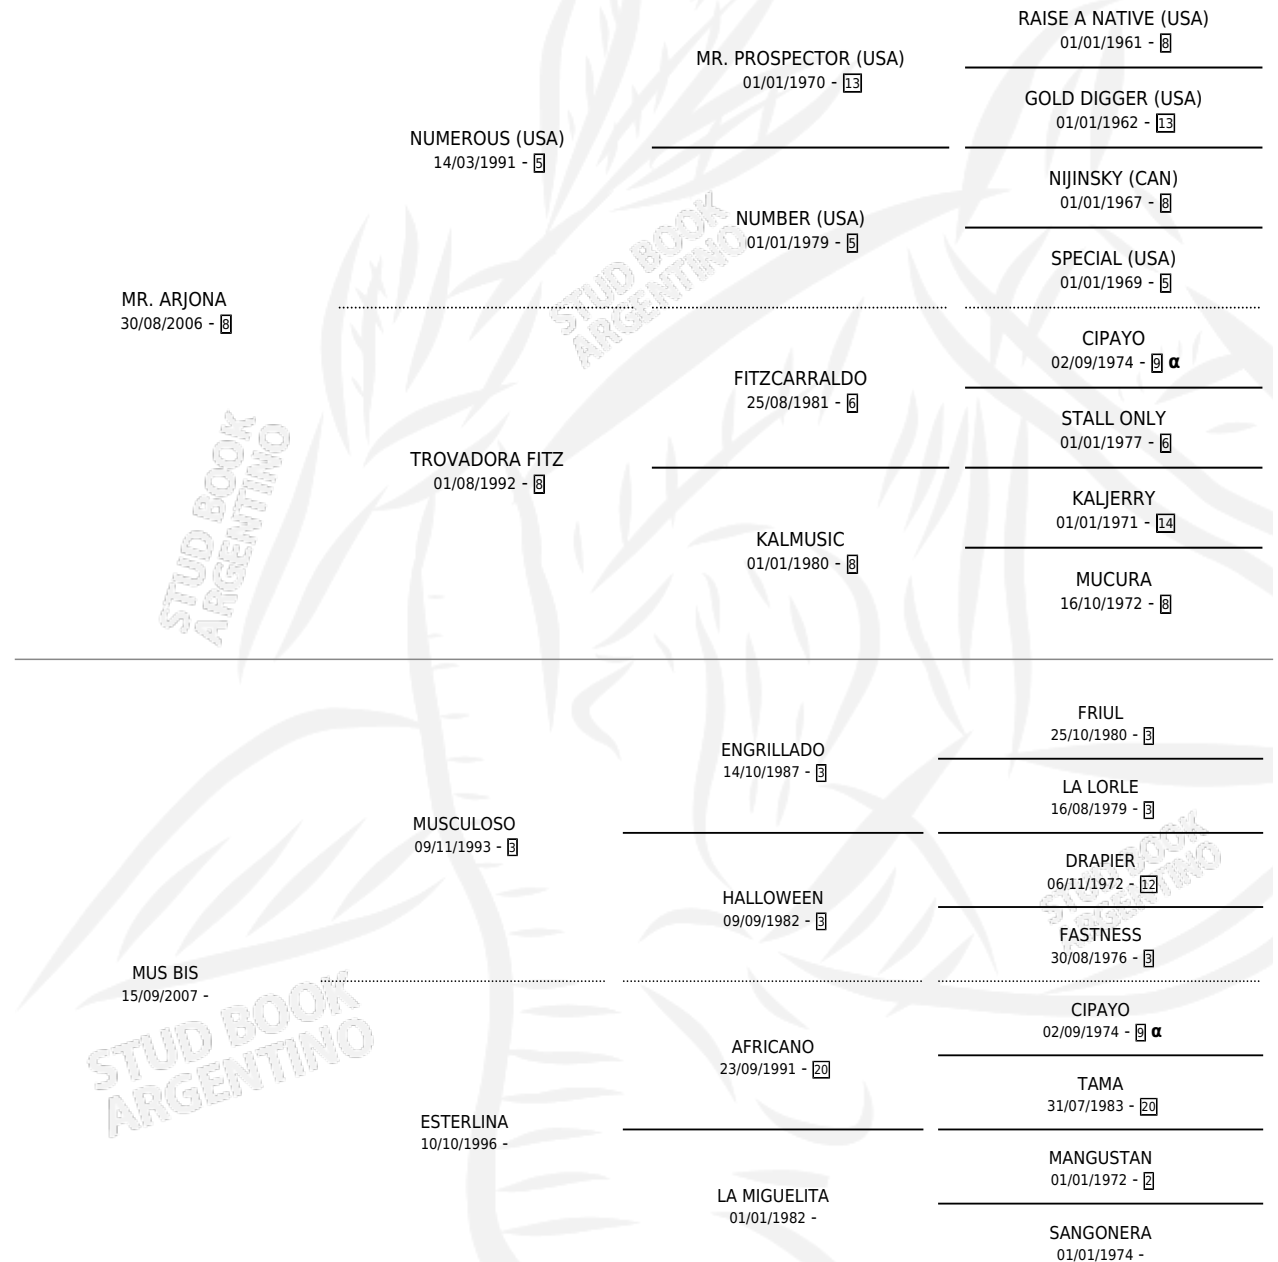 RAISE A NATIVE (USA)
01/01/1961 - 8
MR. PROSPECTOR (USA)
01/01/1970 - 13
GOLD DIGGER (USA)
01/01/1962 - 13
NUMEROUS (USA)
14/03/1991 - 5
NIJINSKY (CAN)
01/01/1967 - 8
NUMBER (USA)
01/01/1979 - 5
SPECIAL (USA)
01/01/1969 - 5
MR. ARJONA
30/08/2006 - 8
STUD BOOK
ARGENTINO
CIPAYO
02/09/1974 - 9 α
FITZCARRALDO
25/08/1981 - 6
STALL ONLY
01/01/1977 - 6
TROVADORA FITZ
01/08/1992 - 8
KALJERRY
01/01/1971 - 14
KALMUSIC
01/01/1980 - 8
MUCURA
16/10/1972 - 8
STUD BOOK
ARGENTINO
FRIUL
25/10/1980 - 3
ENGRILLADO
14/10/1987 - 3
LA LORLE
16/08/1979 - 3
MUSCULOSO
09/11/1993 - 3
DRAPIER
06/11/1972 - 12
HALLOWEEN
09/09/1982 - 3
FASTNESS
30/08/1976 - 3
STUD BOOK
ARGENTINO
MUS BIS
15/09/2007 -
CIPAYO
02/09/1974 - 9 α
AFRICANO
23/09/1991 - 20
TAMA
31/07/1983 - 20
STUD BOOK
ARGENTINO
ESTERLINA
10/10/1996 -
MANGUSTAN
01/01/1972 - 2
LA MIGUELITA
01/01/1982 -
SANGONERA
01/01/1974 -